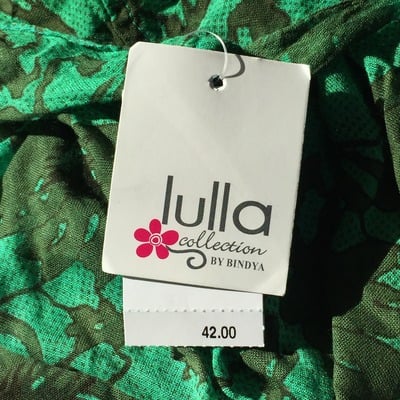 lulla
collection
BY BINDYA
42.00